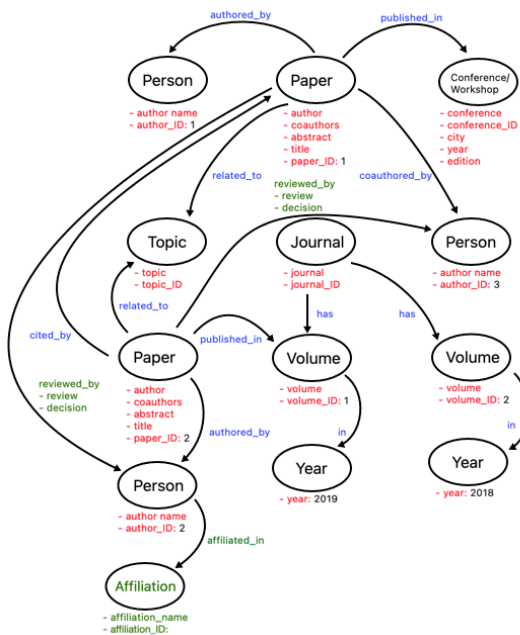 authored_by
published_in
Person
Paper
Conference/
Workshop
- author name
- author_ID: 1
- author
- coauthors
- abstract
- title
- paper_ID: 1
- conference
- conference_ID
- city
- year
- edition
related_to
reviewed_by
- review
- decision
coauthored_by
Topic
Journal
Person
- topic
- topic_ID
- journal
- journal_ID
- author name
- author_ID: 3
related_to
has
has
cited_by
published_in
Paper
Volume
Volume
- author
- coauthors
- abstract
- title
- paper_ID: 2
- volume
- volume_ID: 1
- volume
- volume_ID: 2
reviewed_by
- review
- decision
authored_by
in
in
Person
Year
Year
- author name
- author_ID: 2
- year: 2019
- year: 2018
affiliated_in
Affiliation
- affiliation_name
- affiliation_ID: